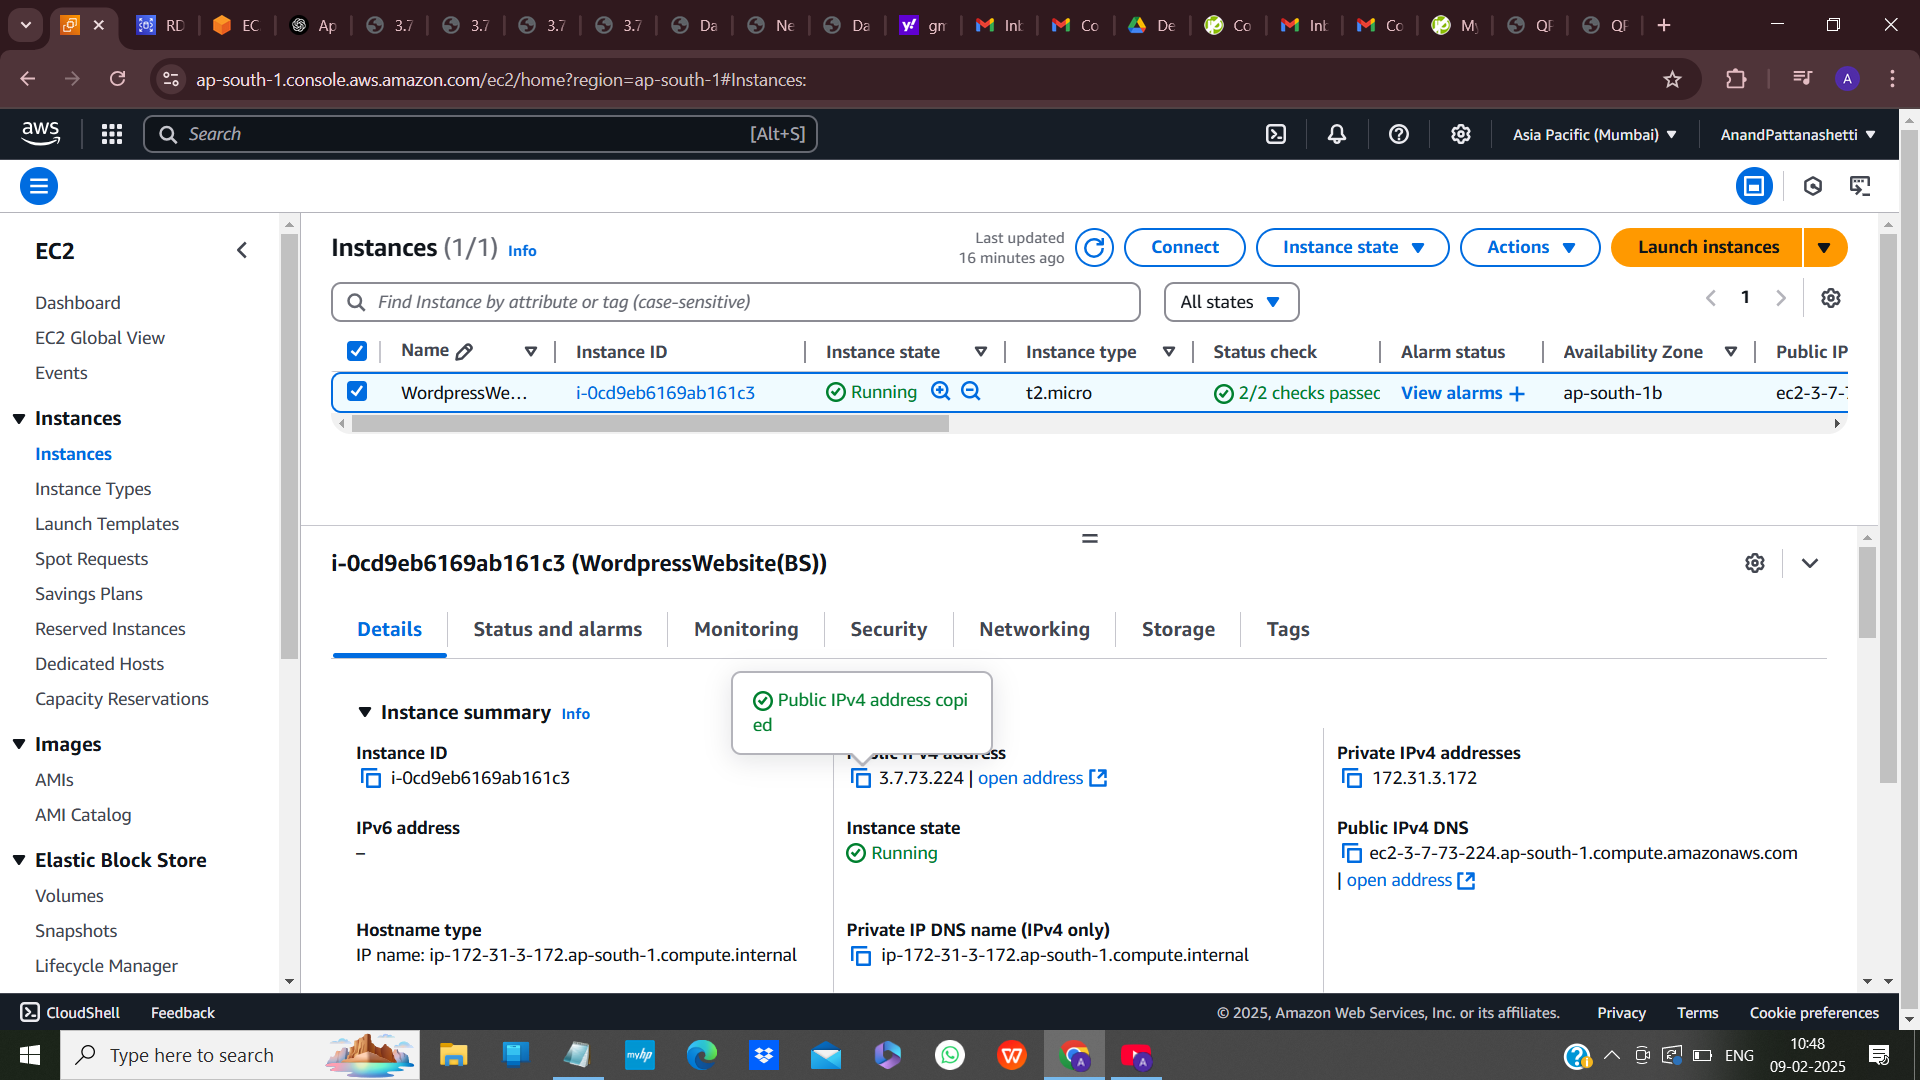 RD
EC
Ap
3.7
3.7
3.7
3.7
Da
Ne
Da
gm
Inb
Co
De
Co
Inb
Co
My
QF
QF
ap-south-1.console.aws.amazon.com/ec2/home?region=ap-south-1#Instances:
A
aws
Search
[Alt+S]
Asia Pacific (Mumbai)
AnandPattanashetti
EC2
Dashboard
EC2 Global View
Events
Instances
Instances
Instance Types
Launch Templates
Spot Requests
Savings Plans
Reserved Instances
Dedicated Hosts
Capacity Reservations
Images
AMIs
AMI Catalog
Elastic Block Store
Volumes
Snapshots
Lifecycle Manager
Instances (1/1) Info
Last updated
16 minutes ago
Connect
Instance state
Actions
Launch instances
Find Instance by attribute or tag (case-sensitive)
All states
1
Name Instance ID Instance state Instance type Status check Alarm status Availability Zone Public IP
WordpressWe... i-0cd9eb6169ab161c3 Running t2.micro 2/2 checks passed View alarms + ap-south-1b ec2-3-7-7
i-0cd9eb6169ab161c3 (WordpressWebsite(BS))
Details Status and alarms Monitoring Security Networking Storage Tags
Public IPv4 address copi
ed
Instance summary Info
Instance ID
i-0cd9eb6169ab161c3
Public IPv4 address
3.7.73.224 | open address
Private IPv4 addresses
172.31.3.172
IPv6 address
–
Instance state
Running
Public IPv4 DNS
ec2-3-7-73-224.ap-south-1.compute.amazonaws.com
| open address
Hostname type
IP name: ip-172-31-3-172.ap-south-1.compute.internal
Private IP DNS name (IPv4 only)
ip-172-31-3-172.ap-south-1.compute.internal
CloudShell
Feedback
© 2025, Amazon Web Services, Inc. or its affiliates.
Privacy
Terms
Cookie preferences
Type here to search
myhp
A
A
ENG
10:48
09-02-2025